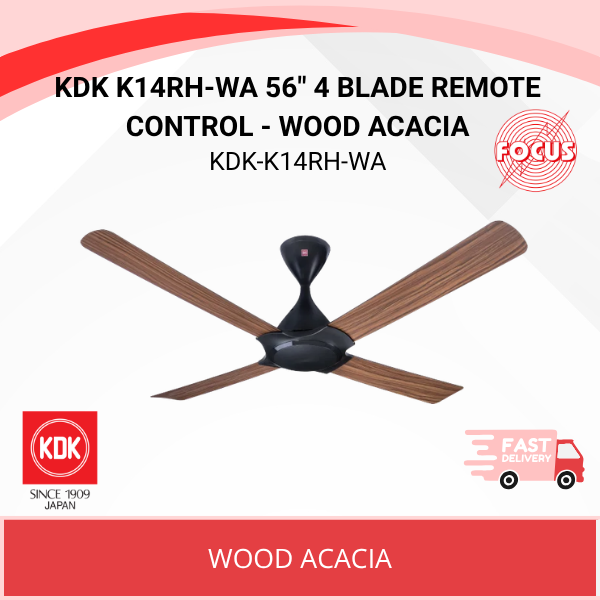 KDK K14RH-WA 56" 4 BLADE REMOTE
CONTROL - WOOD ACACIA
KDK-K14RH-WA
FOCUS
KDK
SINCE 1909
JAPAN
FAST
DELIVERY
WOOD ACACIA